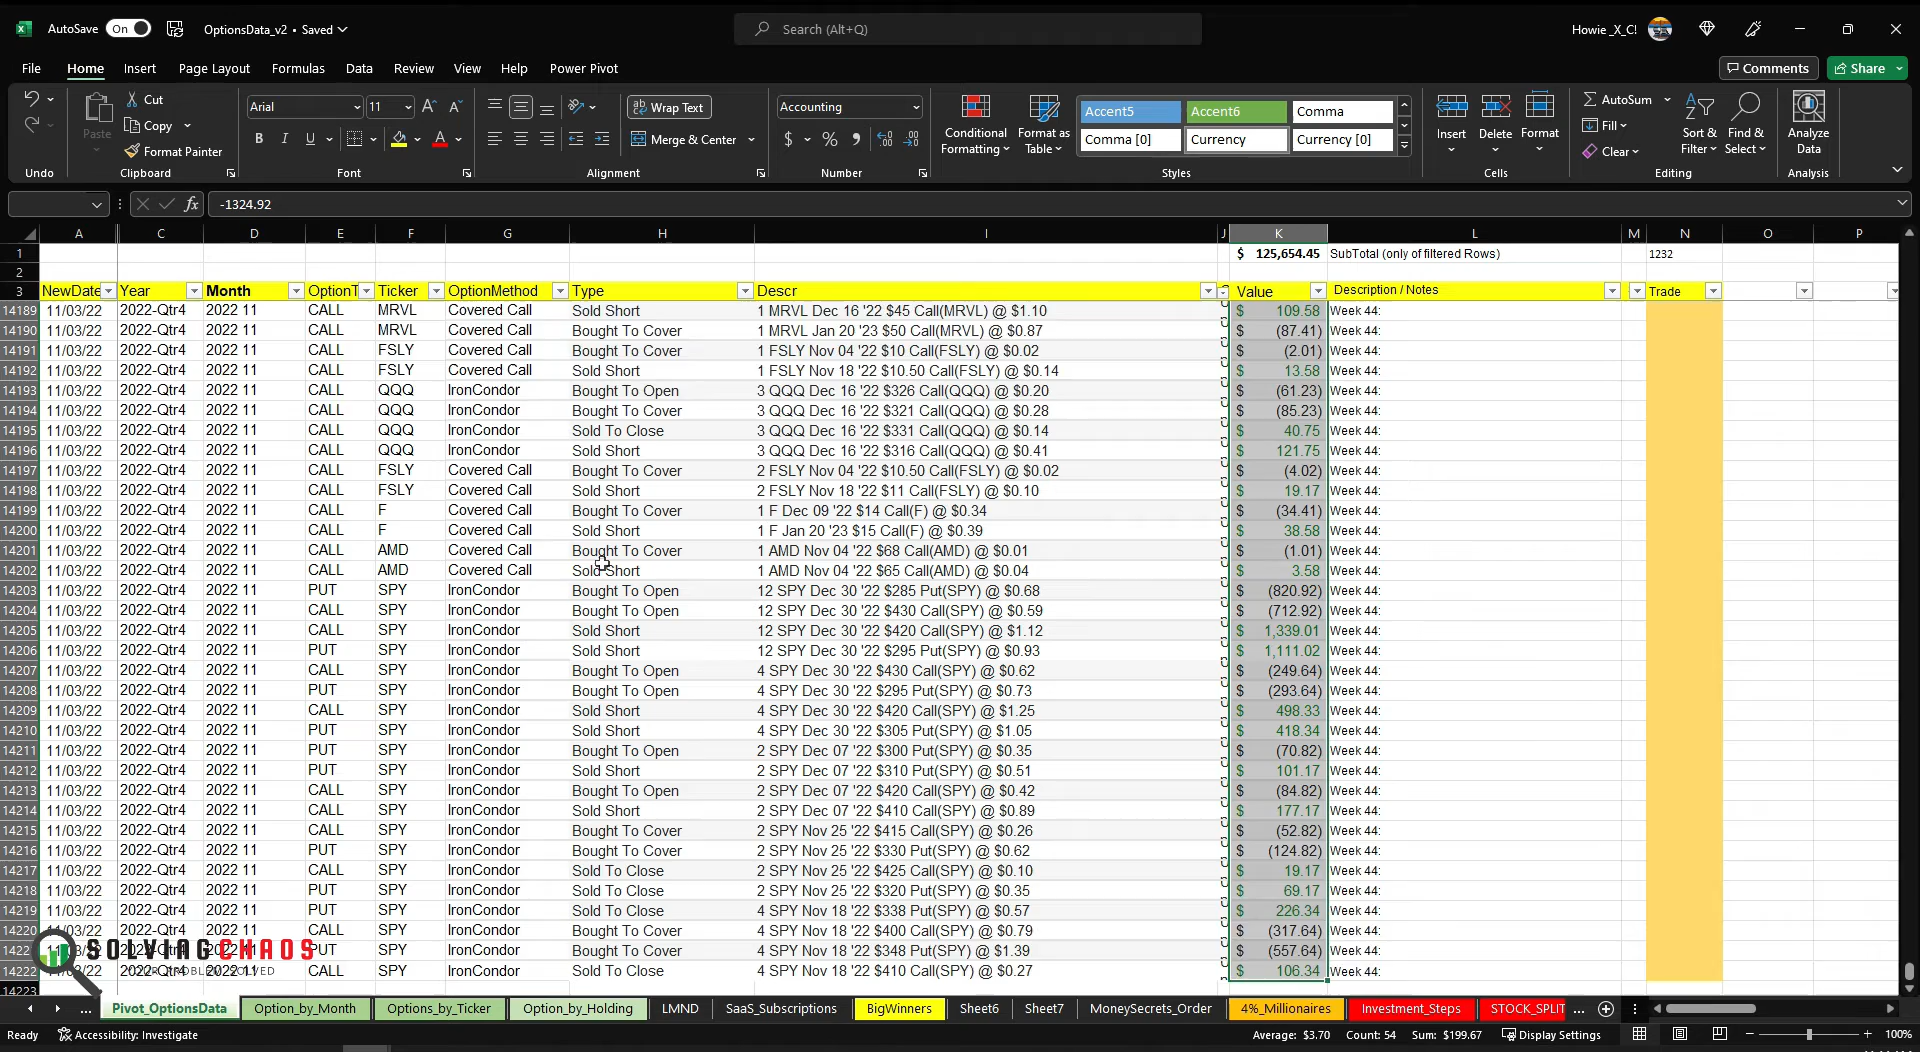 AutoSave On OptionsData_v2 • Saved Search (Alt+Q) Howie_X_C!
File Home Insert Page Layout Formulas Data Review View Help Power Pivot Comments Share
Cut Arial 11 Wrap Text Accounting Accent5 Accent6 Comma AutoSum
Paste Copy Merge & Center Conditional Formatting Format as Table Comma [0] Currency Currency [0] Insert Delete Format Fill Sort & Filter Find & Select Analyze Data
Format Painter Clear
Undo Clipboard Font Alignment Number Styles Cells Editing Analysis
fx -1324.92
A C D E F G H I J K L M N O P
1 $ 125,654.45 SubTotal (only of filtered Rows) 1232
2
3 NewDate Year Month OptionT Ticker OptionMethod Type Descr Value Description / Notes Trade
14189 11/03/22 2022-Qtr4 2022 11 CALL MRVL Covered Call Sold Short 1 MRVL Dec 16 '22 $45 Call(MRVL) @ $1.10 $ 109.58 Week 44:
14190 11/03/22 2022-Qtr4 2022 11 CALL MRVL Covered Call Bought To Cover 1 MRVL Jan 20 '23 $50 Call(MRVL) @ $0.87 $ (87.41) Week 44:
14191 11/03/22 2022-Qtr4 2022 11 CALL FSLY Covered Call Bought To Cover 1 FSLY Nov 04 '22 $10 Call(FSLY) @ $0.02 $ (2.01) Week 44:
14192 11/03/22 2022-Qtr4 2022 11 CALL FSLY Covered Call Sold Short 1 FSLY Nov 18 '22 $10.50 Call(FSLY) @ $0.14 $ 13.58 Week 44:
14193 11/03/22 2022-Qtr4 2022 11 CALL QQQ IronCondor Bought To Open 3 QQQ Dec 16 '22 $326 Call(QQQ) @ $0.20 $ (61.23) Week 44:
14194 11/03/22 2022-Qtr4 2022 11 CALL QQQ IronCondor Bought To Cover 3 QQQ Dec 16 '22 $321 Call(QQQ) @ $0.28 $ (85.23) Week 44:
14195 11/03/22 2022-Qtr4 2022 11 CALL QQQ IronCondor Sold To Close 3 QQQ Dec 16 '22 $331 Call(QQQ) @ $0.14 $ 40.75 Week 44:
14196 11/03/22 2022-Qtr4 2022 11 CALL QQQ IronCondor Sold Short 3 QQQ Dec 16 '22 $316 Call(QQQ) @ $0.41 $ 121.75 Week 44:
14197 11/03/22 2022-Qtr4 2022 11 CALL FSLY Covered Call Bought To Cover 2 FSLY Nov 04 '22 $10.50 Call(FSLY) @ $0.02 $ (4.02) Week 44:
14198 11/03/22 2022-Qtr4 2022 11 CALL FSLY Covered Call Sold Short 2 FSLY Nov 18 '22 $11 Call(FSLY) @ $0.10 $ 19.17 Week 44:
14199 11/03/22 2022-Qtr4 2022 11 CALL F Covered Call Bought To Cover 1 F Dec 09 '22 $14 Call(F) @ $0.34 $ (34.41) Week 44:
14200 11/03/22 2022-Qtr4 2022 11 CALL F Covered Call Sold Short 1 F Jan 20 '23 $15 Call(F) @ $0.39 $ 38.58 Week 44:
14201 11/03/22 2022-Qtr4 2022 11 CALL AMD Covered Call Bought To Cover 1 AMD Nov 04 '22 $68 Call(AMD) @ $0.01 $ (1.01) Week 44:
14202 11/03/22 2022-Qtr4 2022 11 CALL AMD Covered Call Sold Short 1 AMD Nov 04 '22 $65 Call(AMD) @ $0.04 $ 3.58 Week 44:
14203 11/03/22 2022-Qtr4 2022 11 PUT SPY IronCondor Bought To Open 12 SPY Dec 30 '22 $285 Put(SPY) @ $0.68 $ (820.92) Week 44:
14204 11/03/22 2022-Qtr4 2022 11 CALL SPY IronCondor Bought To Open 12 SPY Dec 30 '22 $430 Call(SPY) @ $0.59 $ (712.92) Week 44:
14205 11/03/22 2022-Qtr4 2022 11 CALL SPY IronCondor Sold Short 12 SPY Dec 30 '22 $420 Call(SPY) @ $1.12 $ 1,339.01 Week 44:
14206 11/03/22 2022-Qtr4 2022 11 PUT SPY IronCondor Sold Short 12 SPY Dec 30 '22 $295 Put(SPY) @ $0.93 $ 1,111.02 Week 44:
14207 11/03/22 2022-Qtr4 2022 11 CALL SPY IronCondor Bought To Open 4 SPY Dec 30 '22 $430 Call(SPY) @ $0.62 $ (249.64) Week 44:
14208 11/03/22 2022-Qtr4 2022 11 PUT SPY IronCondor Bought To Open 4 SPY Dec 30 '22 $295 Put(SPY) @ $0.73 $ (293.64) Week 44:
14209 11/03/22 2022-Qtr4 2022 11 CALL SPY IronCondor Sold Short 4 SPY Dec 30 '22 $420 Call(SPY) @ $1.25 $ 498.33 Week 44:
14210 11/03/22 2022-Qtr4 2022 11 PUT SPY IronCondor Sold Short 4 SPY Dec 30 '22 $305 Put(SPY) @ $1.05 $ 418.34 Week 44:
14211 11/03/22 2022-Qtr4 2022 11 PUT SPY IronCondor Bought To Open 2 SPY Dec 07 '22 $300 Put(SPY) @ $0.35 $ (70.82) Week 44:
14212 11/03/22 2022-Qtr4 2022 11 PUT SPY IronCondor Sold Short 2 SPY Dec 07 '22 $310 Put(SPY) @ $0.51 $ 101.17 Week 44:
14213 11/03/22 2022-Qtr4 2022 11 PUT SPY IronCondor Bought To Open 2 SPY Dec 07 '22 $420 Call(SPY) @ $0.42 $ (84.82) Week 44:
14214 11/03/22 2022-Qtr4 2022 11 CALL SPY IronCondor Sold Short 2 SPY Dec 07 '22 $410 Call(SPY) @ $0.89 $ 177.17 Week 44:
14215 11/03/22 2022-Qtr4 2022 11 CALL SPY IronCondor Bought To Cover 2 SPY Nov 25 '22 $415 Call(SPY) @ $0.26 $ (52.82) Week 44:
14216 11/03/22 2022-Qtr4 2022 11 PUT SPY IronCondor Bought To Cover 2 SPY Nov 25 '22 $330 Put(SPY) @ $0.62 $ (124.82) Week 44:
14217 11/03/22 2022-Qtr4 2022 11 CALL SPY IronCondor Sold To Close 2 SPY Nov 25 '22 $425 Call(SPY) @ $0.10 $ 19.17 Week 44:
14218 11/03/22 2022-Qtr4 2022 11 PUT SPY IronCondor Sold To Close 2 SPY Nov 25 '22 $320 Put(SPY) @ $0.35 $ 69.17 Week 44:
14219 11/03/22 2022-Qtr4 2022 11 PUT SPY IronCondor Sold To Close 4 SPY Nov 18 '22 $338 Put(SPY) @ $0.57 $ 226.34 Week 44:
14220 11/03/22 2022-Qtr4 2022 11 CALL SPY IronCondor Bought To Cover 4 SPY Nov 18 '22 $400 Call(SPY) @ $0.79 $ (317.64) Week 44:
1422 2022-Qtr4 2022 11 PUT SPY IronCondor Bought To Cover 4 SPY Nov 18 '22 $348 Put(SPY) @ $1.39 $ (557.64) Week 44:
SOLVINGCHAOS
14222 2022-Qtr4 2022 11 CALL SPY IronCondor Sold To Close 4 SPY Nov 18 '22 $410 Call(SPY) @ $0.27 $ 106.34 Week 44:
14223
... Pivot_OptionsData Option_by_Month Options_by_Ticker Option_by_Holding LMND SaaS_Subscriptions BigWinners Sheet6 Sheet7 MoneySecrets_Order 4%_Millionaires Investment_Steps STOCK_SPLIT ...
Ready Accessibility: Investigate Average: $3.70 Count: 54 Sum: $199.67 Display Settings 100%